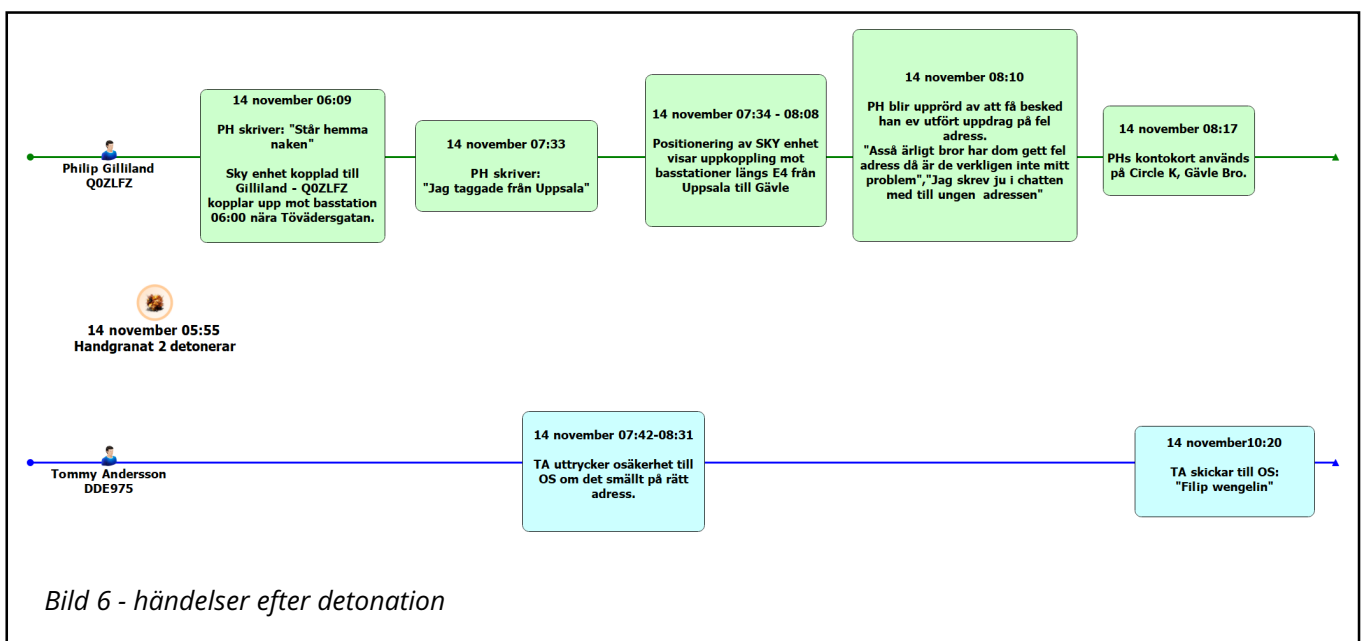 Philip Gilliland
Q0ZLFZ
14 november 06:09
PH skriver: "Står hemma
naken"
Sky enhet kopplad till
Gilliland - Q0ZLFZ
kopplar upp mot basstation
06:00 nära Tövädersgatan.
14 november 07:33
PH skriver:
"Jag taggade från Uppsala"
14 november 07:34 - 08:08
Positionering av SKY enhet
visar uppkoppling mot
basstationer längs E4 från
Uppsala till Gävle
14 november 08:10
PH blir upprörd av att få besked
han ev utfört uppdrag på fel
adress.
"Asså ärligt bror har dom gett fel
adress då är de verkligen inte mitt
problem","Jag skrev ju i chatten
med till ungen  adressen"
14 november 08:17
PHs kontokort används
på Circle K, Gävle Bro.
14 november 05:55
Handgranat 2 detonerar
Tommy Andersson
DDE975
14 november 07:42-08:31
TA uttrycker osäkerhet till
OS om det smällt på rätt
adress.
14 november10:20
TA skickar till OS:
"Filip wengelin"
Bild 6 - händelser efter detonation